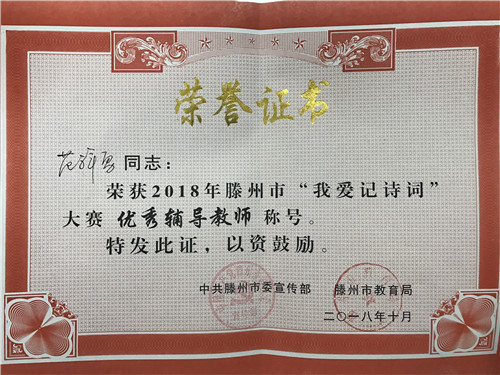 荣誉证书
同志：
荣获2018年滕州市“我爱记诗词”
大赛优秀辅导教师称号。
特发此证，以资鼓励。
中共滕州市委宣传部 滕州市教育局
二〇一八年十月